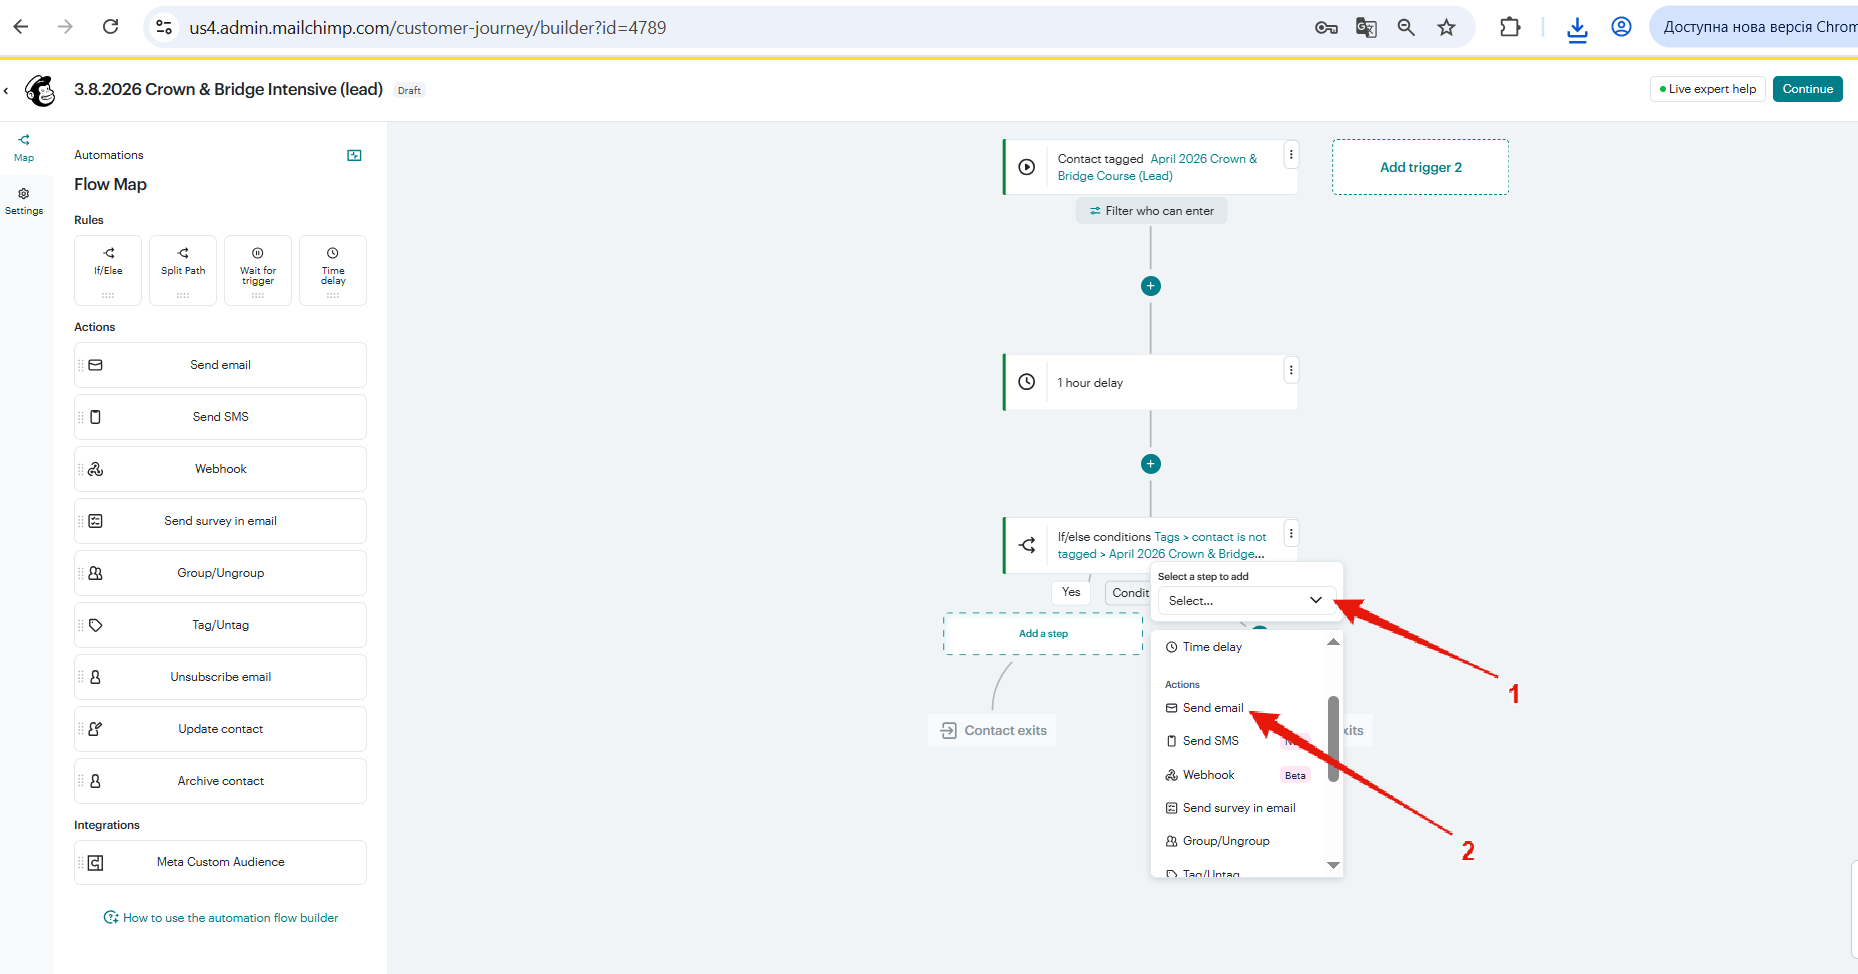 us4.admin.mailchimp.com/customer-journey/builder?id=4789
Доступна нова версія Chrom
3.8.2026 Crown & Bridge Intensive (lead)
Draft
Live expert help
Continue
Map
Settings
Automations
Flow Map
Rules
If/Else
Split Path
Wait for
trigger
Time
delay
Actions
Send email
Send SMS
Webhook
Send survey in email
Group/Ungroup
Tag/Untag
Unsubscribe email
Update contact
Archive contact
Integrations
Meta Custom Audience
How to use the automation flow builder
Contact tagged April 2026 Crown &
Bridge Course (Lead)
Add trigger 2
Filter who can enter
1 hour delay
If/else conditions Tags > contact is not
tagged > April 2026 Crown & Bridge...
Yes
Condit
Select a step to add
Select...
Add a step
Contact exits
Time delay
Actions
Send email
Send SMS
Webhook
Beta
Send survey in email
Group/Ungroup
Tag/Untag
xits
1
2